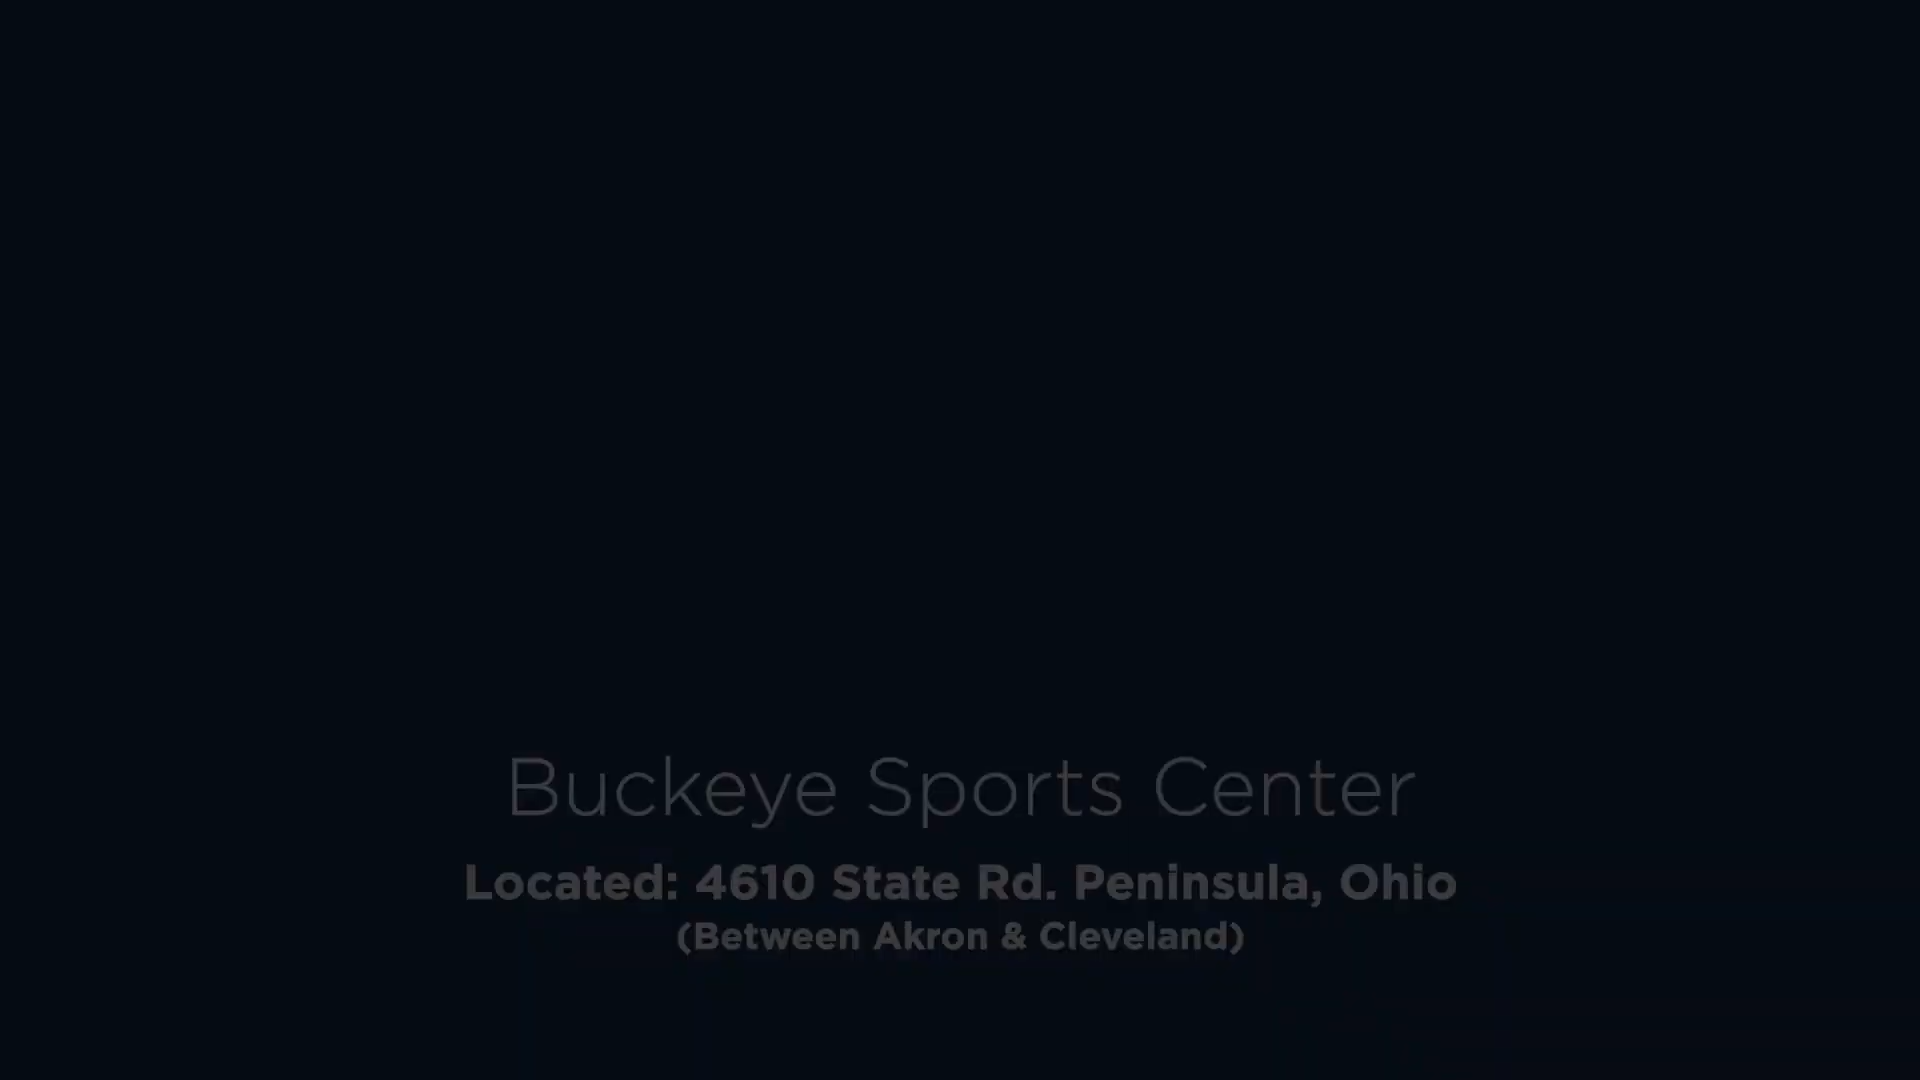 Buckeye Sports Center
Located: 4610 State Rd. Peninsula, Ohio
(Between Akron & Cleveland)